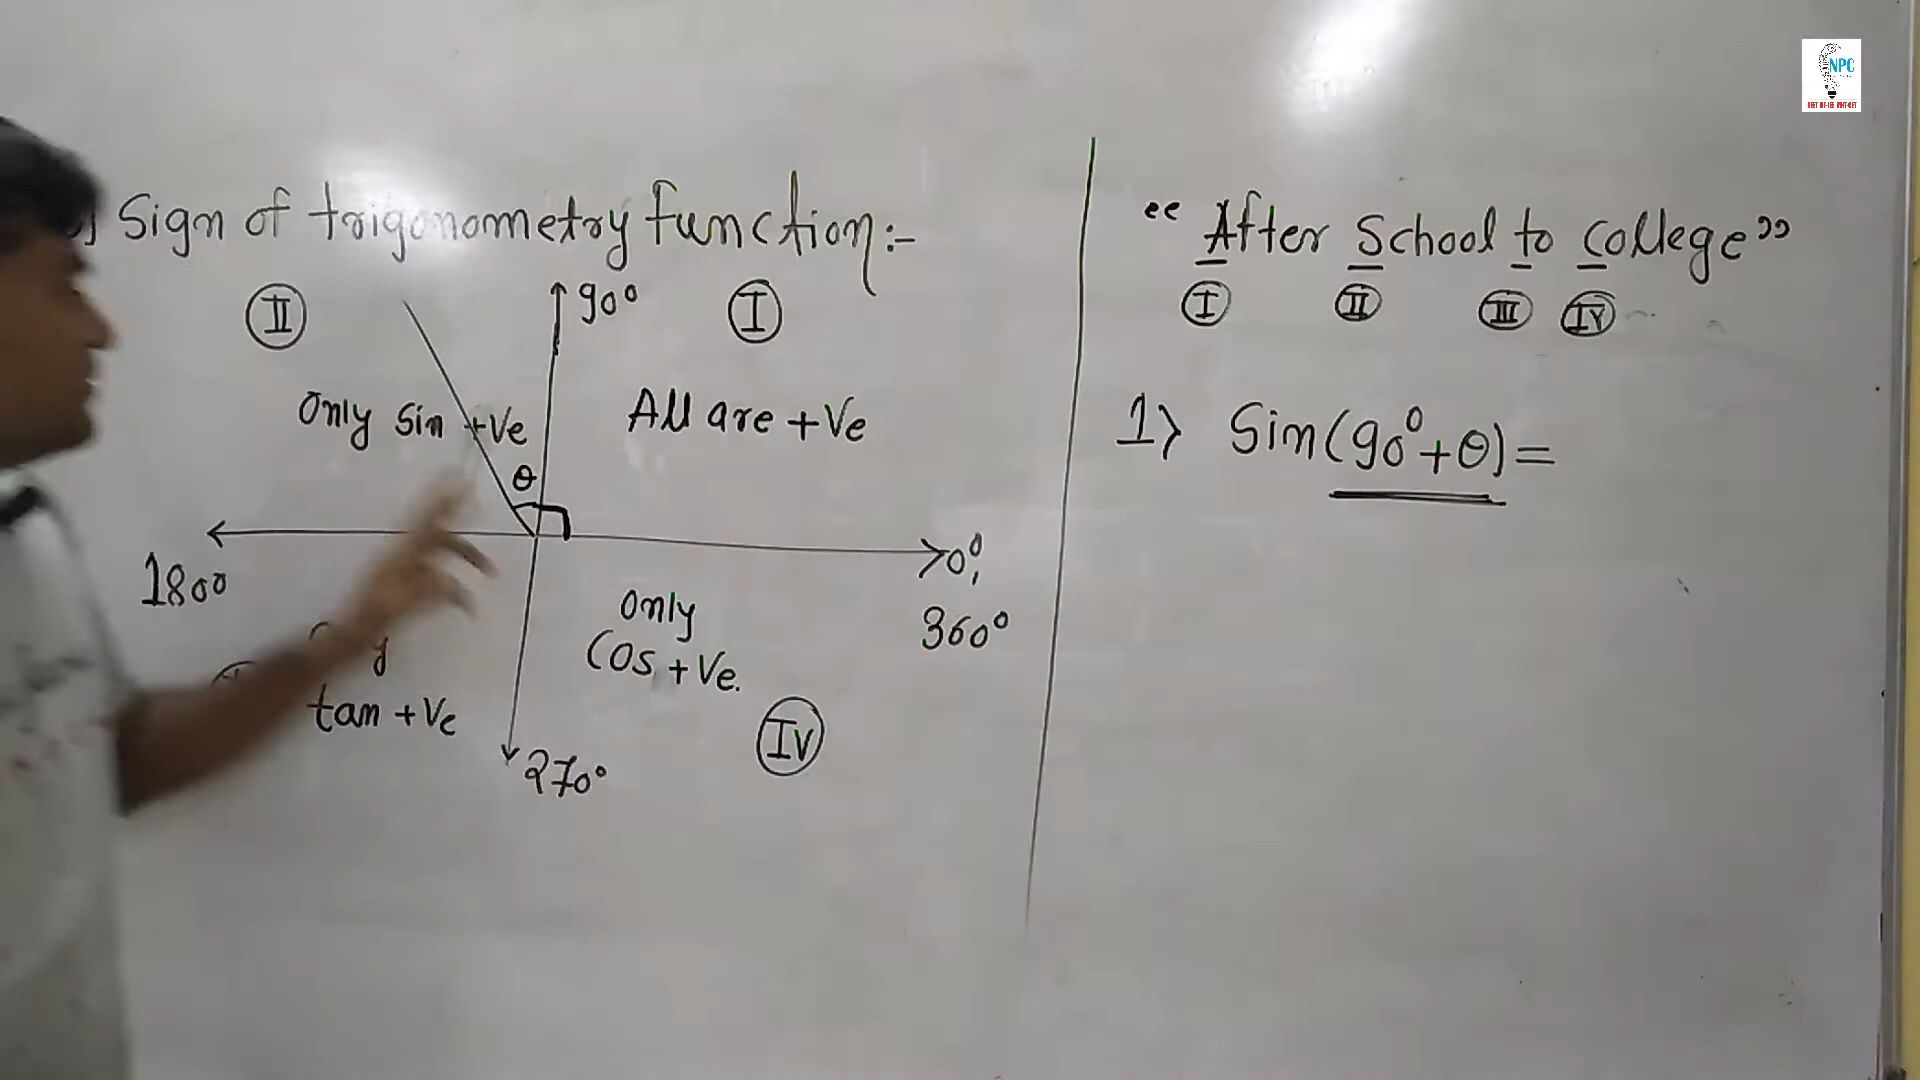 Sign of trigonometry function:-
II
90°
I
Only Sin +Ve
All are +Ve
θ
180°
0°,
360°
Only
Cos +Ve.
tan +Ve
IV
270°
“ After School to College ”
I II III IV
1) Sin(90°+θ)=
NPC